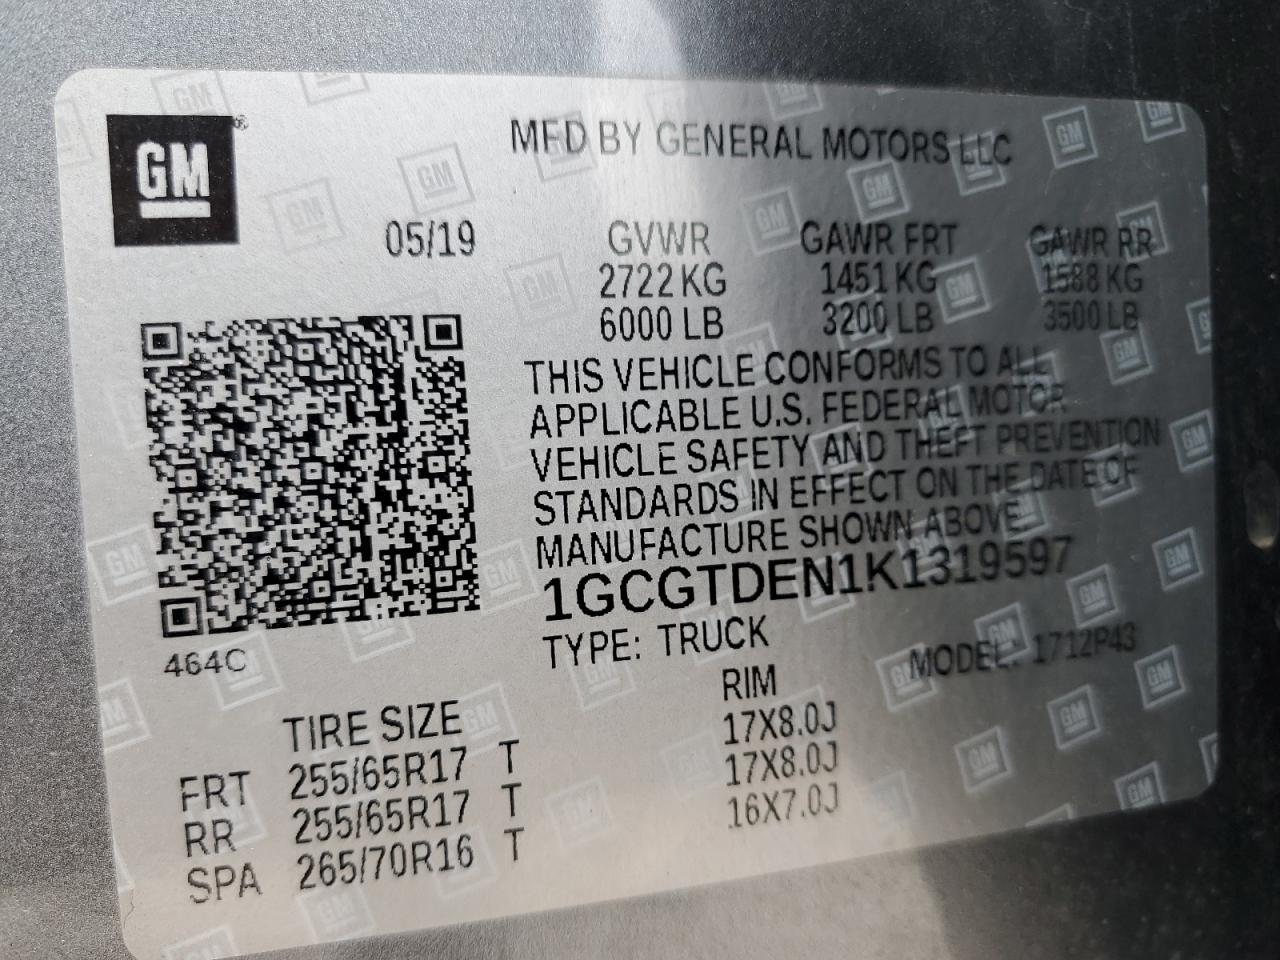 GM
MFD BY GENERAL MOTORS LLC
05/19 GVWR GAWR FRT GAWR RR
2722 KG 1451 KG 1588 KG
6000 LB 3200 LB 3500 LB
THIS VEHICLE CONFORMS TO ALL
APPLICABLE U.S. FEDERAL MOTOR
VEHICLE SAFETY AND THEFT PREVENTION
STANDARDS IN EFFECT ON THE DATE OF
MANUFACTURE SHOWN ABOVE.
1GCGTDEN1K1319597
464C TYPE: TRUCK MODEL: 1712P43
TIRE SIZE RIM
FRT 255/65R17 T 17X8.0J
RR 255/65R17 T 17X8.0J
SPA 265/70R16 T 16X7.0J